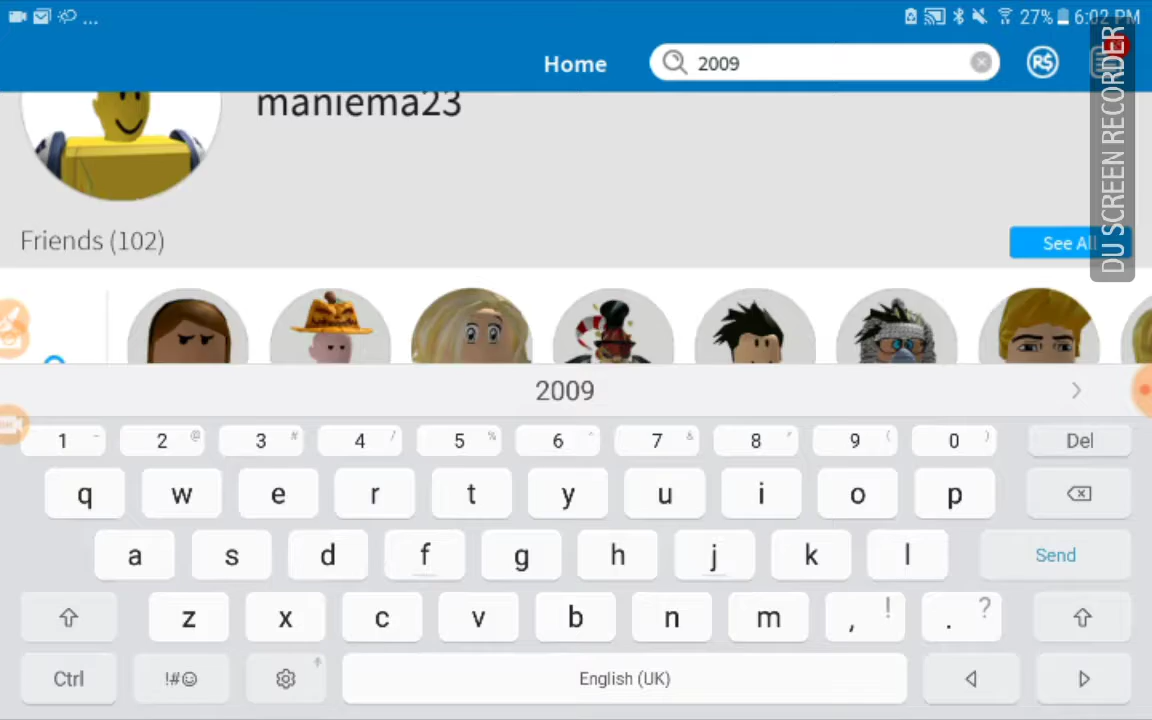 ... 27% 6:02 PM
Home 2009 R$
maniema23
DU SCREEN RECORDER
Friends (102) See All
2009
1 - 2 @ 3 # 4 / 5 % 6 ^ 7 & 8 * 9 ( 0 ) Del
q w e r t y u i o p
a s d f g h j k l Send
z x c v b n m , ! . ?
Ctrl !#☺ English (UK)